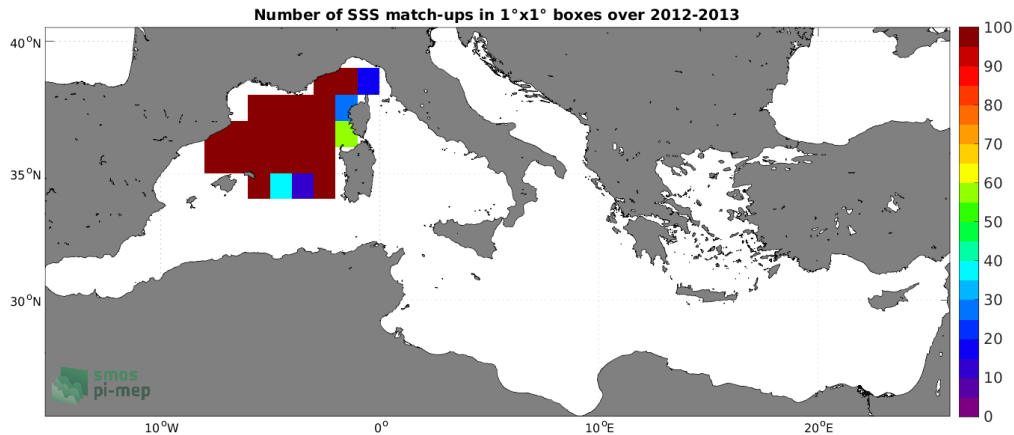 Number of SSS match-ups in 1°x1° boxes over 2012-2013
40°N
35°N
30°N
10°W
0°
10°E
20°E
100
90
80
70
60
50
40
30
20
10
0
smos
pi-mep